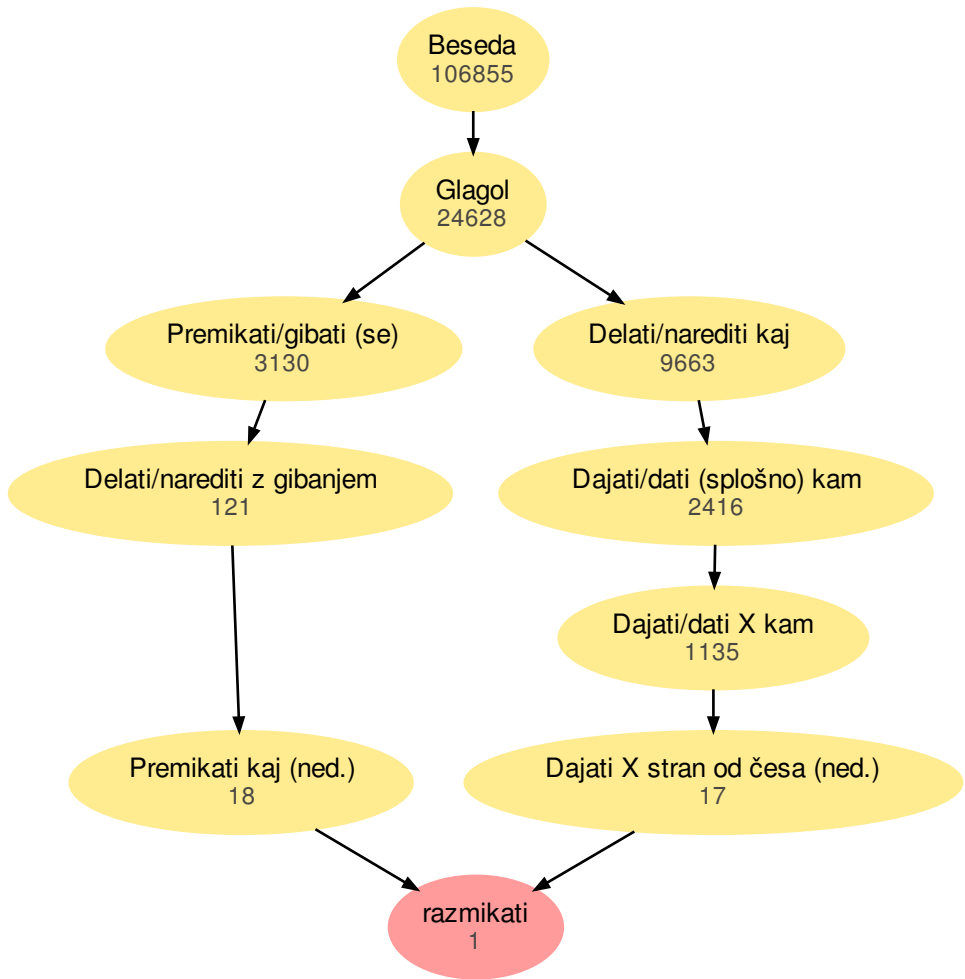 Beseda
106855
Glagol
24628
Premikati/gibati (se)
3130
Delati/narediti kaj
9663
Delati/narediti z gibanjem
121
Dajati/dati (splošno) kam
2416
Dajati/dati X kam
1135
Premikati kaj (ned.)
18
Dajati X stran od česa (ned.)
17
razmikati
1